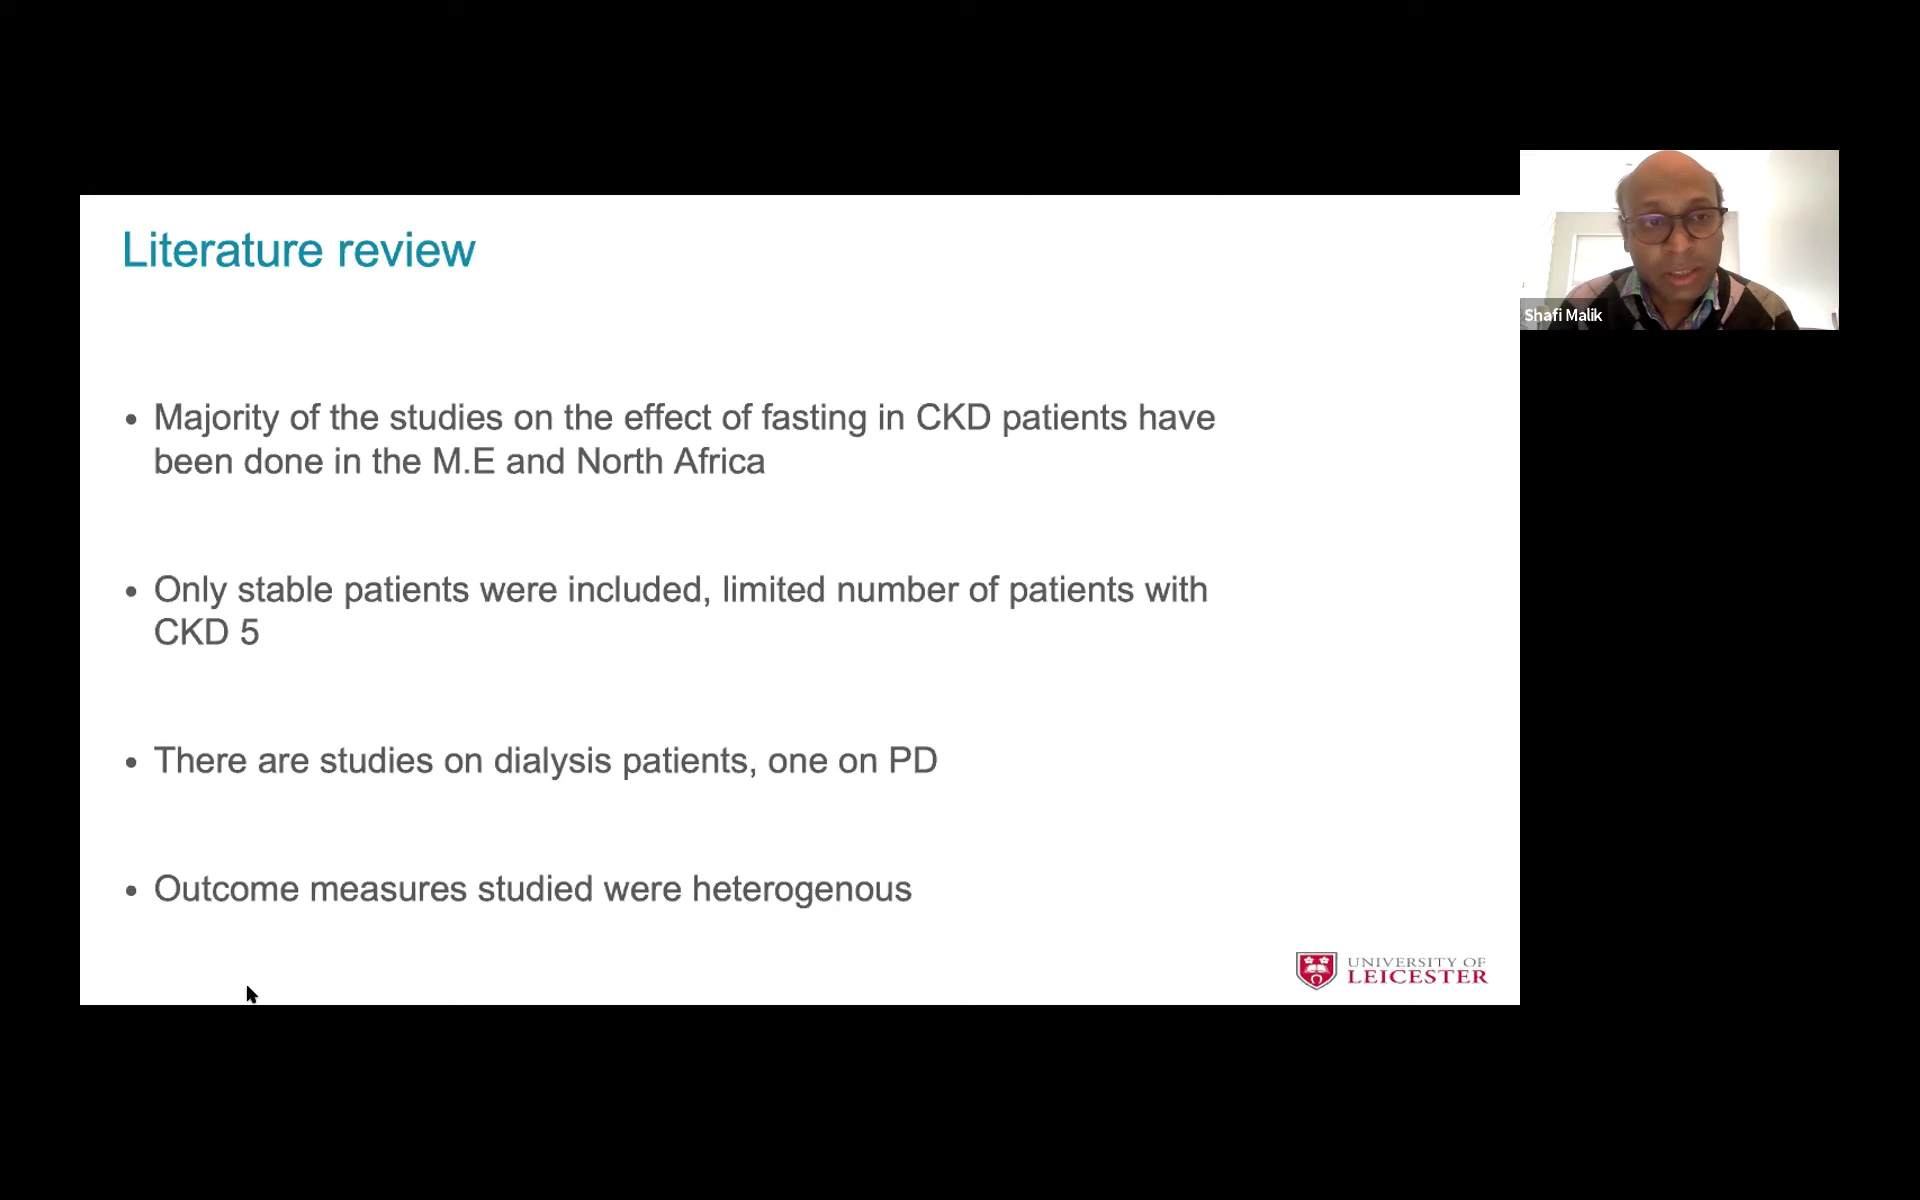 Literature review
Shafi Malik
• Majority of the studies on the effect of fasting in CKD patients have
been done in the M.E and North Africa
• Only stable patients were included, limited number of patients with
CKD 5
• There are studies on dialysis patients, one on PD
• Outcome measures studied were heterogenous
UNIVERSITY OF
LEICESTER